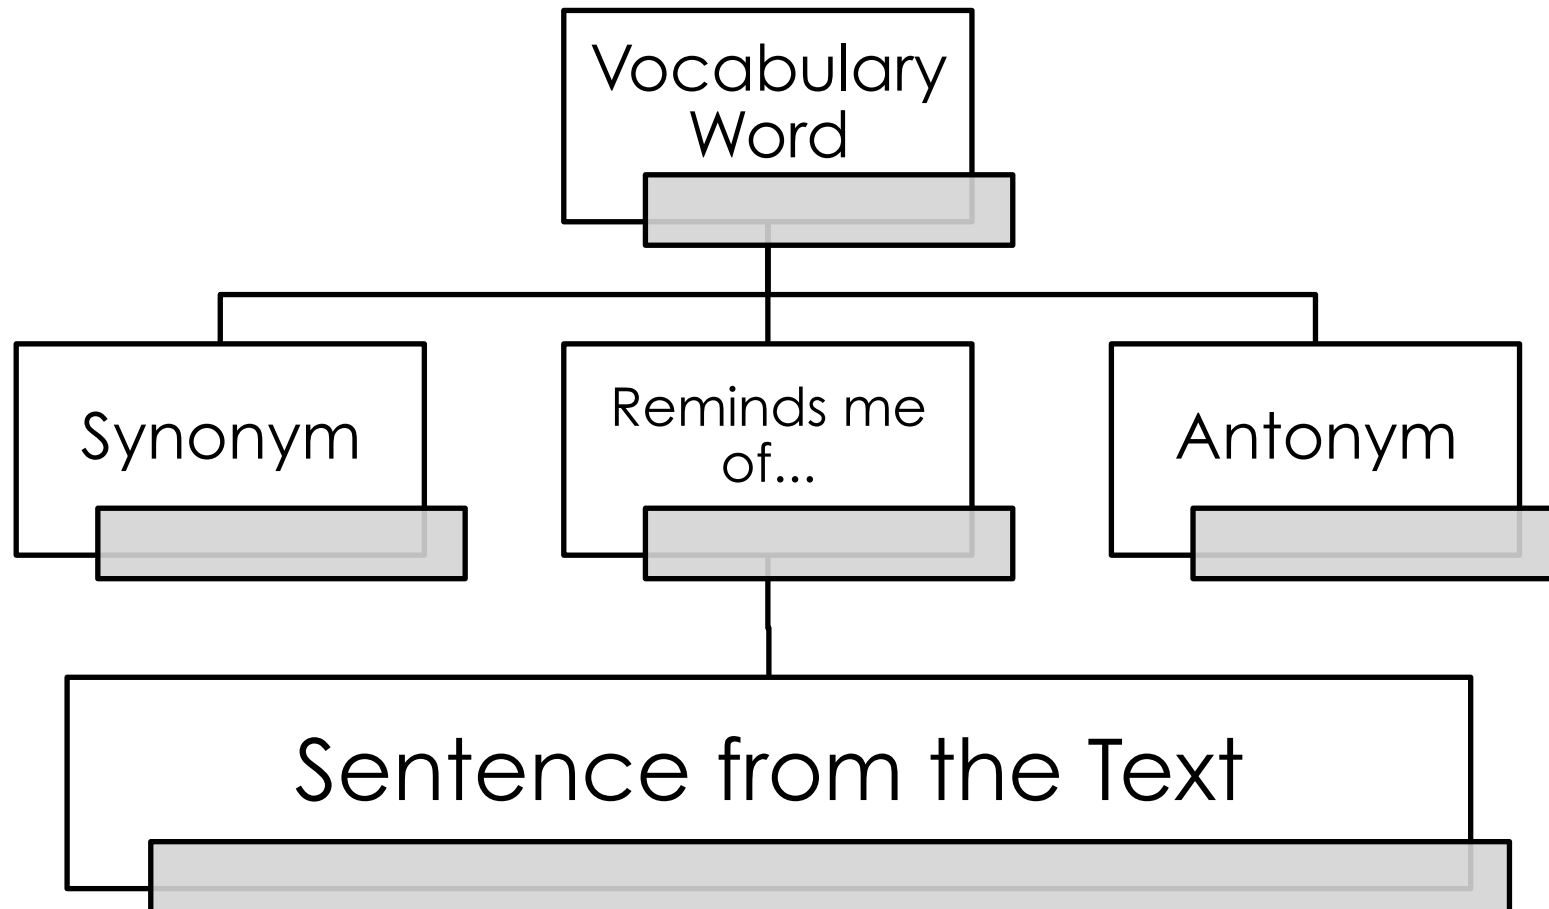 Vocabulary
Word
Synonym
Reminds me
of...
Antonym
Sentence from the Text